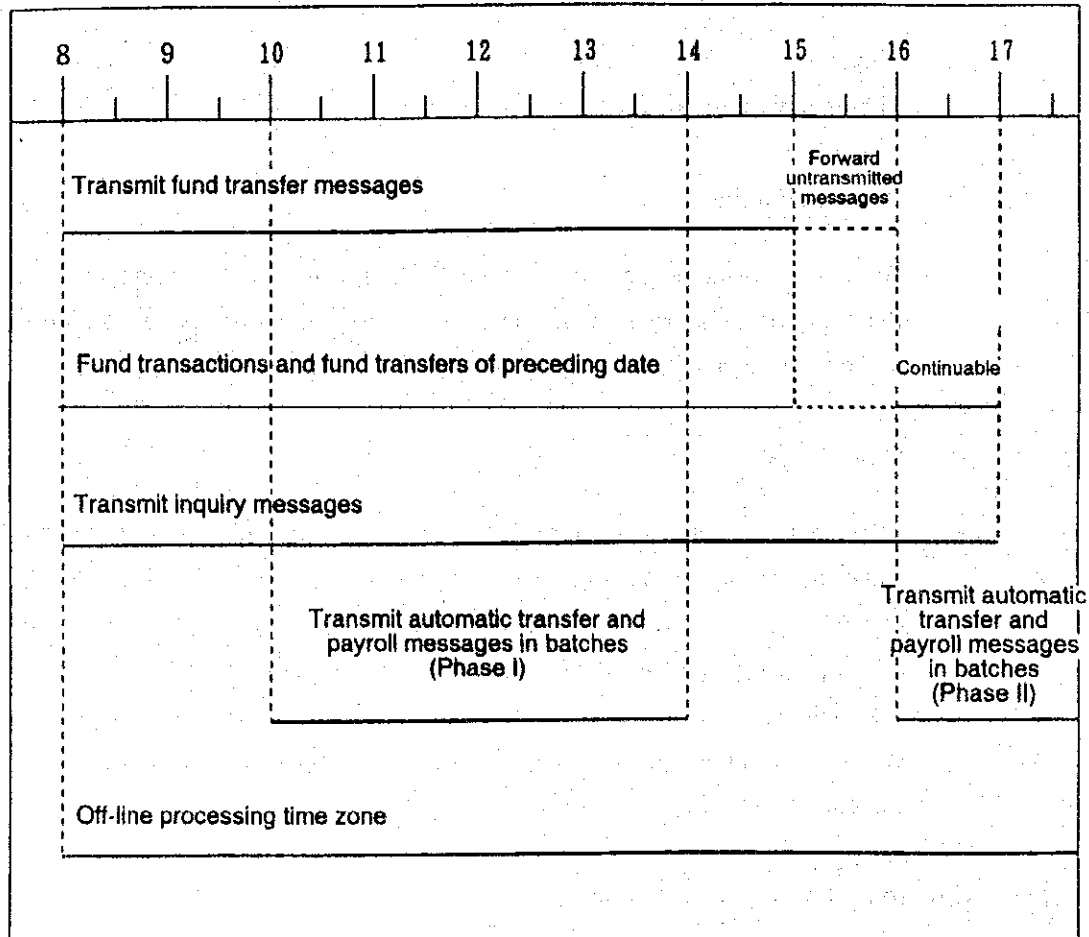 8 9 10 11 12 13 14 15 16 17
Forward
untransmitted
messages
Transmit fund transfer messages
Fund transactions and fund transfers of preceding date
Continuable
Transmit inquiry messages
Transmit automatic transfer and
payroll messages in batches
(Phase I)
Transmit automatic
transfer and
payroll messages
in batches
(Phase II)
Off-line processing time zone